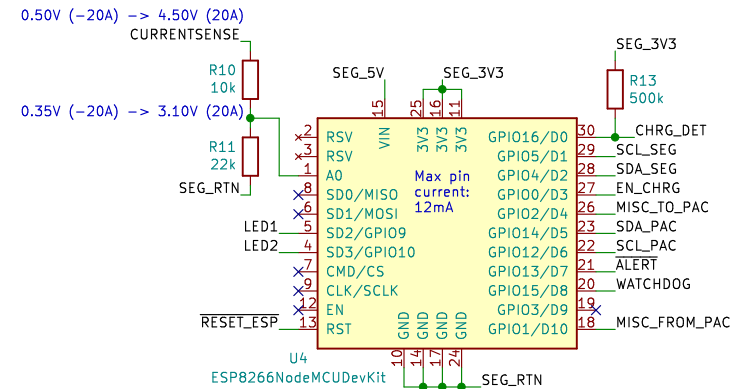 0.50V (-20A) -> 4.50V (20A)
CURRENTSENSE
R10
10k
0.35V (-20A) -> 3.10V (20A)
R11
22k
SEG_RTN
SEG_5V
SEG_3V3
SEG_3V3
R13
500k
15
25
16
11
VIN
3V3
3V3
3V3
2 RSV
3 RSV
1 A0
8 SD0/MISO
6 SD1/MOSI
LED1 5 SD2/GPIO9
LED2 4 SD3/GPIO10
7 CMD/CS
9 CLK/SCLK
12 EN
RESET_ESP 13 RST
Max pin
current:
12mA
GPIO16/D0 30 CHRG_DET
GPIO5/D1 29 SCL_SEG
GPIO4/D2 28 SDA_SEG
GPIO0/D3 27 EN_CHRG
GPIO2/D4 26 MISC_TO_PAC
GPIO14/D5 23 SDA_PAC
GPIO12/D6 22 SCL_PAC
GPIO13/D7 21 ALERT
GPIO15/D8 20 WATCHDOG
GPIO3/D9 19
GPIO1/D10 18 MISC_FROM_PAC
GND
GND
GND
GND
10
14
17
24
SEG_RTN
U4
ESP8266NodeMCUDevKit